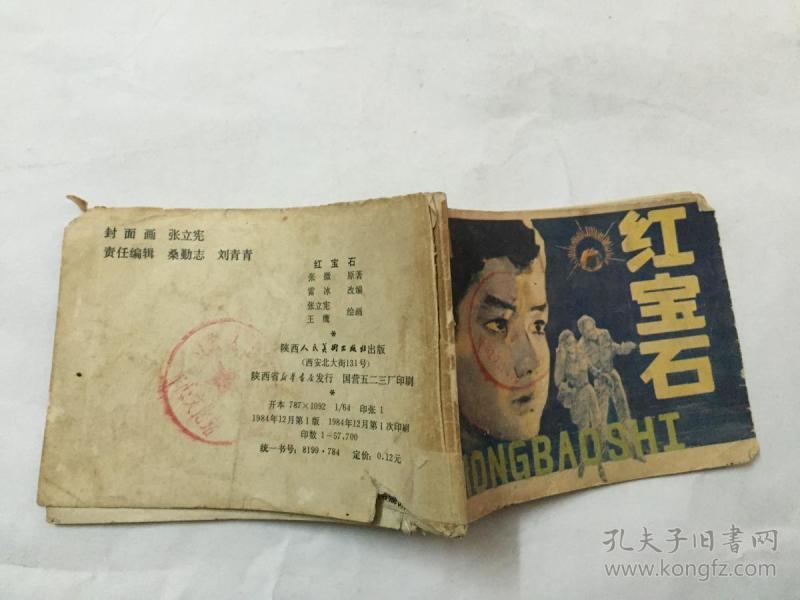 封面画 张立宪
责任编辑 桑勤志 刘青青
红宝石
张微 原著
雷冰 改编
张立宪
王鹰 绘画
*
陕西人民美术出版社出版
(西安北大街131号)
陕西省新华书店发行 国营五二三厂印刷
*
开本 787×1092 1/64 印张 1
1984年12月第1版 1984年12月第1次印刷
印数 1—57,700
统一书号: 8199·784 定价: 0.12元
红宝石
HONGBAOSHI
孔夫子旧书网
www.kongfz.com